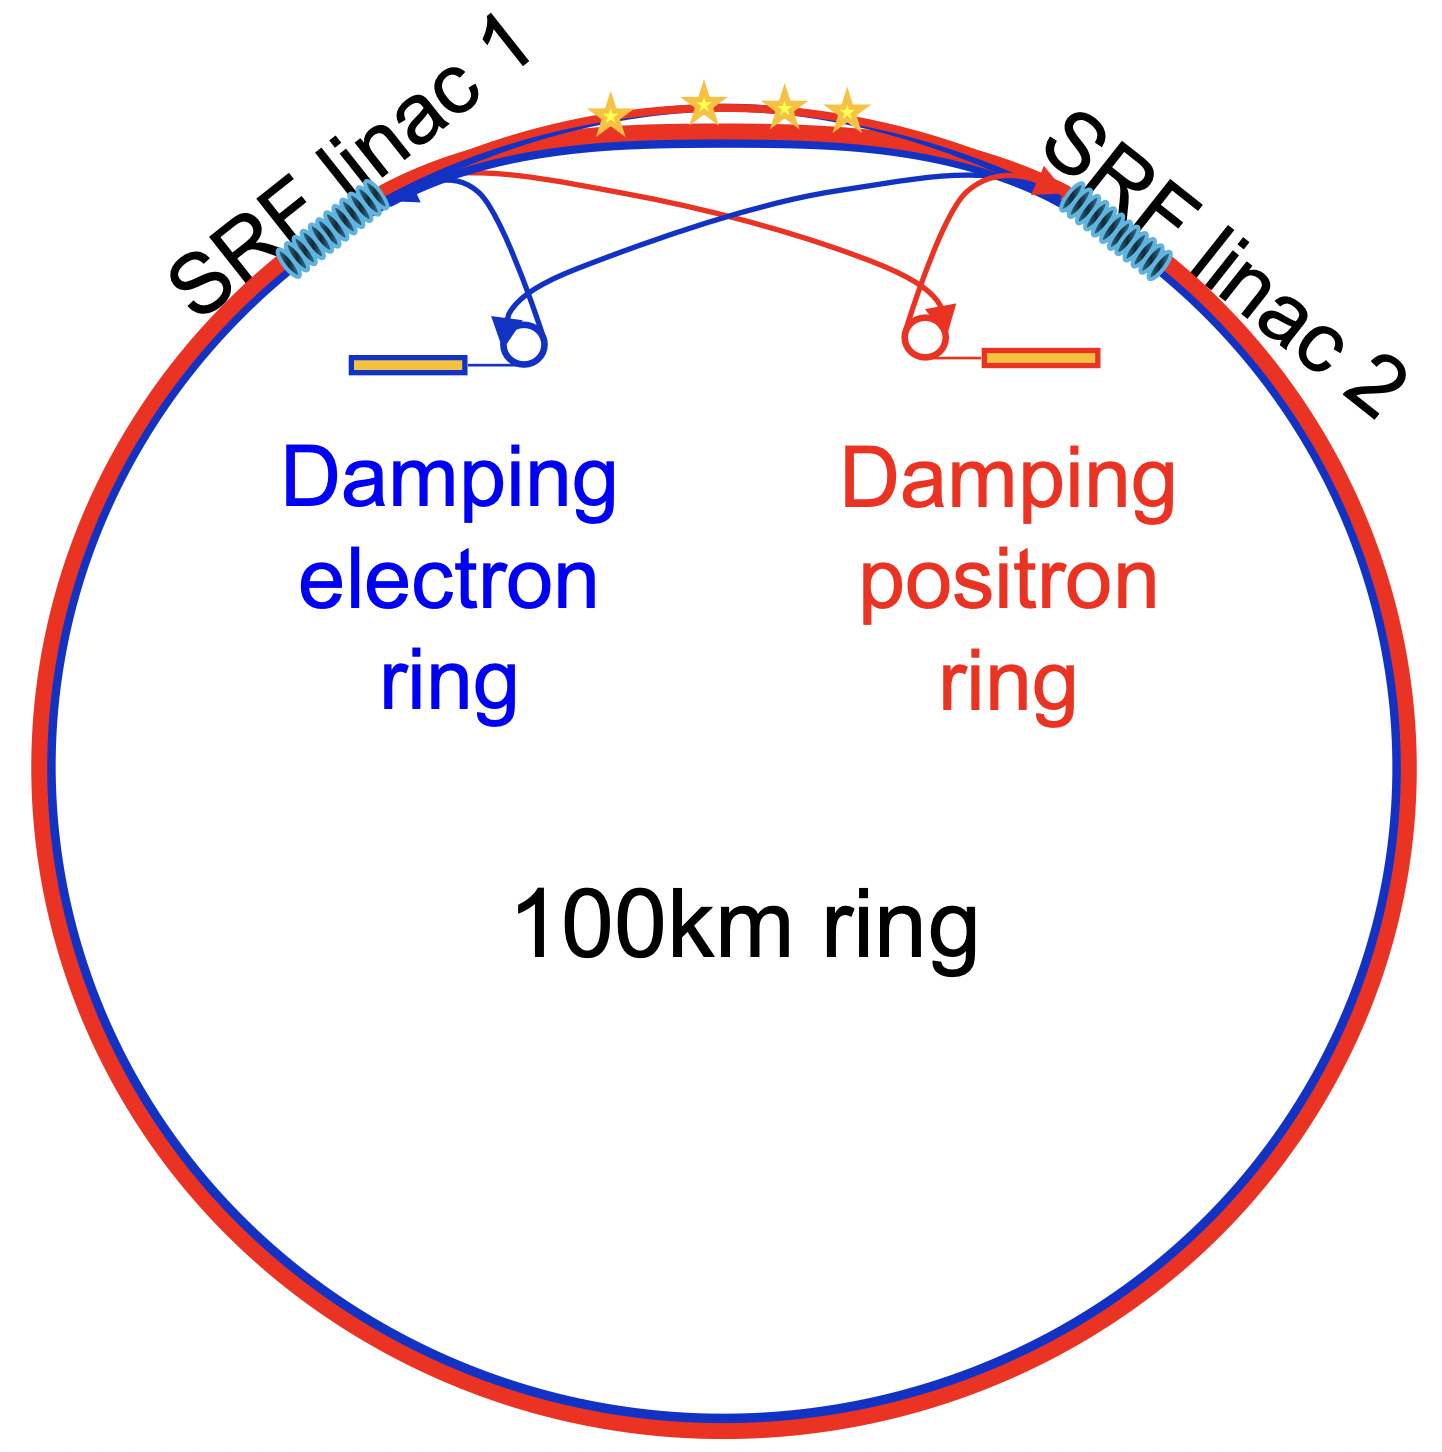 SRF linac 1
SRF linac 2
Damping
electron
ring
Damping
positron
ring
100km ring